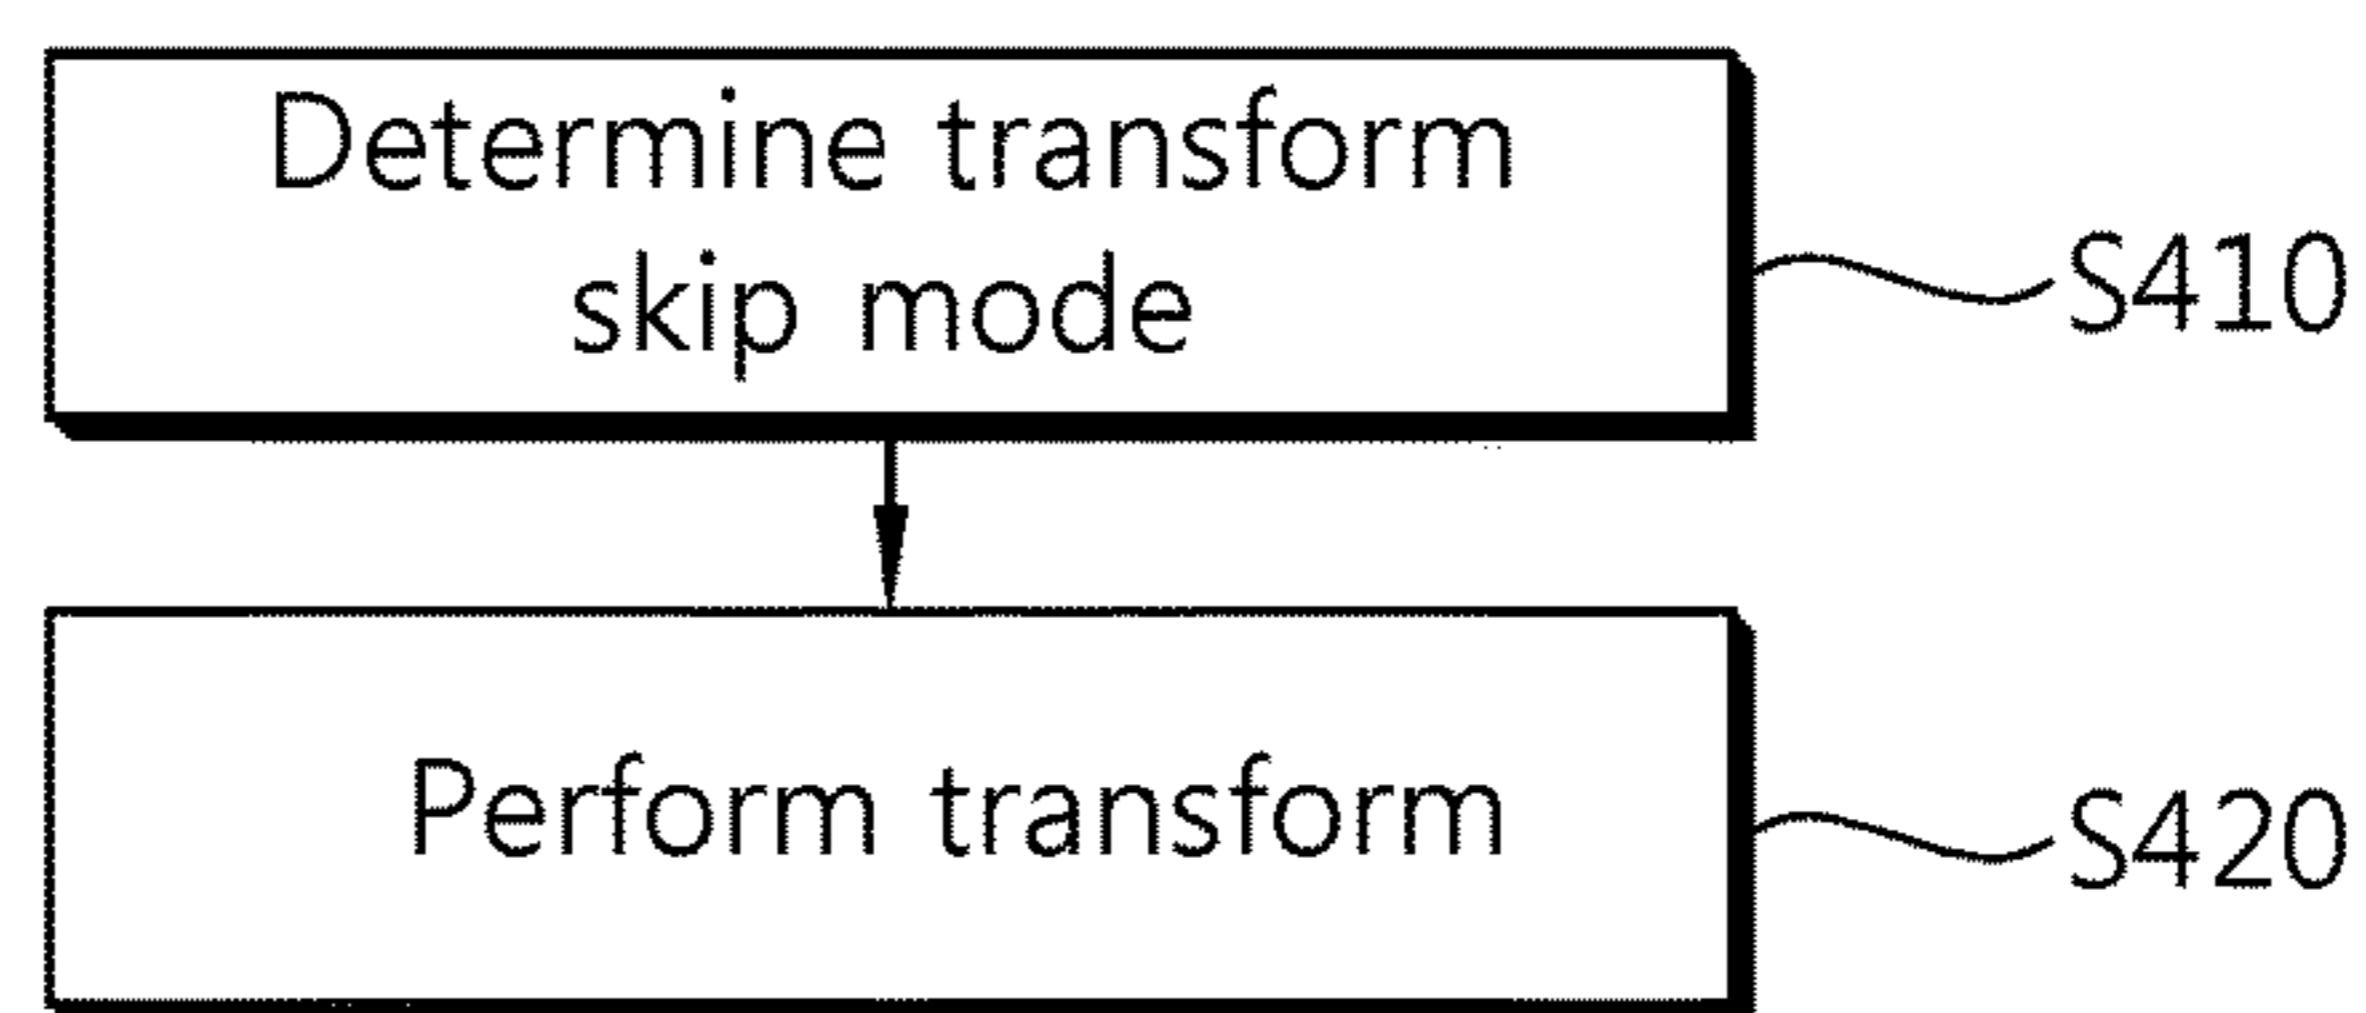 Determine transform
skip mode
S410
Perform transform
S420